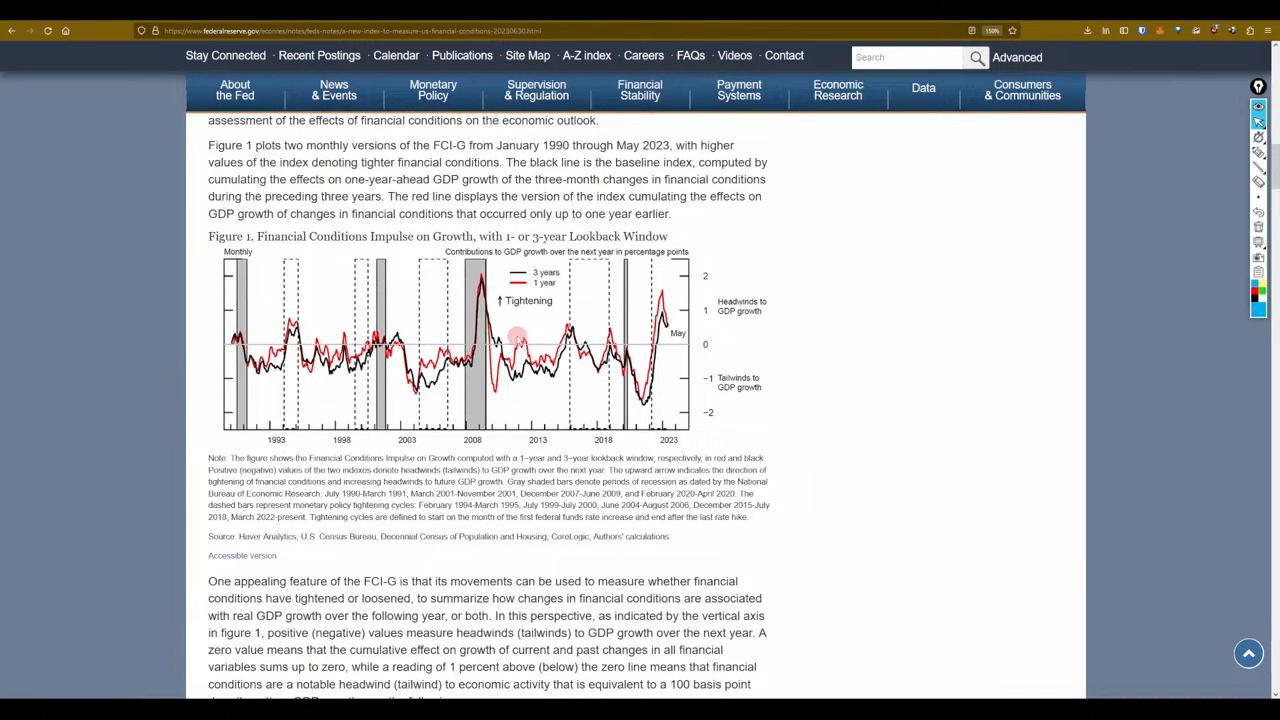 https://www.federalreserve.gov/econres/notes/feds-notes/a-new-index-to-measure-us-financial-conditions-20230630.html
150%
Stay Connected Recent Postings Calendar Publications Site Map A-Z index Careers FAQs Videos Contact
Search
Advanced
About the Fed
News & Events
Monetary Policy
Supervision & Regulation
Financial Stability
Payment Systems
Economic Research
Data
Consumers & Communities
assessment of the effects of financial conditions on the economic outlook.
Figure 1 plots two monthly versions of the FCI-G from January 1990 through May 2023, with higher
values of the index denoting tighter financial conditions. The black line is the baseline index, computed by
cumulating the effects on one-year-ahead GDP growth of the three-month changes in financial conditions
during the preceding three years. The red line displays the version of the index cumulating the effects on
GDP growth of changes in financial conditions that occurred only up to one year earlier.
Figure 1. Financial Conditions Impulse on Growth, with 1- or 3-year Lookback Window
Monthly
Contributions to GDP growth over the next year in percentage points
3 years
1 year
↑ Tightening
2
1
0
−1
−2
Headwinds to
GDP growth
May
Tailwinds to
GDP growth
1993 1998 2003 2008 2013 2018 2023
Note: The figure shows the Financial Conditions Impulse on Growth computed with a 1−year and 3−year lookback window, respectively, in red and black.
Positive (negative) values of the two indexes denote headwinds (tailwinds) to GDP growth over the next year. The upward arrow indicates the direction of
tightening of financial conditions and increasing headwinds to future GDP growth. Gray shaded bars denote periods of recession as dated by the National
Bureau of Economic Research: July 1990-March 1991, March 2001-November 2001, December 2007-June 2009, and February 2020-April 2020. The
dashed bars represent monetary policy tightening cycles: February 1994-March 1995, July 1999-July 2000, June 2004-August 2006, December 2015-July
2018, March 2022-present. Tightening cycles are defined to start on the month of the first federal funds rate increase and end after the last rate hike.
Source: Haver Analytics, U.S. Census Bureau, Decennial Census of Population and Housing, CoreLogic, Authors' calculations.
Accessible version
One appealing feature of the FCI-G is that its movements can be used to measure whether financial
conditions have tightened or loosened, to summarize how changes in financial conditions are associated
with real GDP growth over the following year, or both. In this perspective, as indicated by the vertical axis
in figure 1, positive (negative) values measure headwinds (tailwinds) to GDP growth over the next year. A
zero value means that the cumulative effect on growth of current and past changes in all financial
variables sums up to zero, while a reading of 1 percent above (below) the zero line means that financial
conditions are a notable headwind (tailwind) to economic activity that is equivalent to a 100 basis point